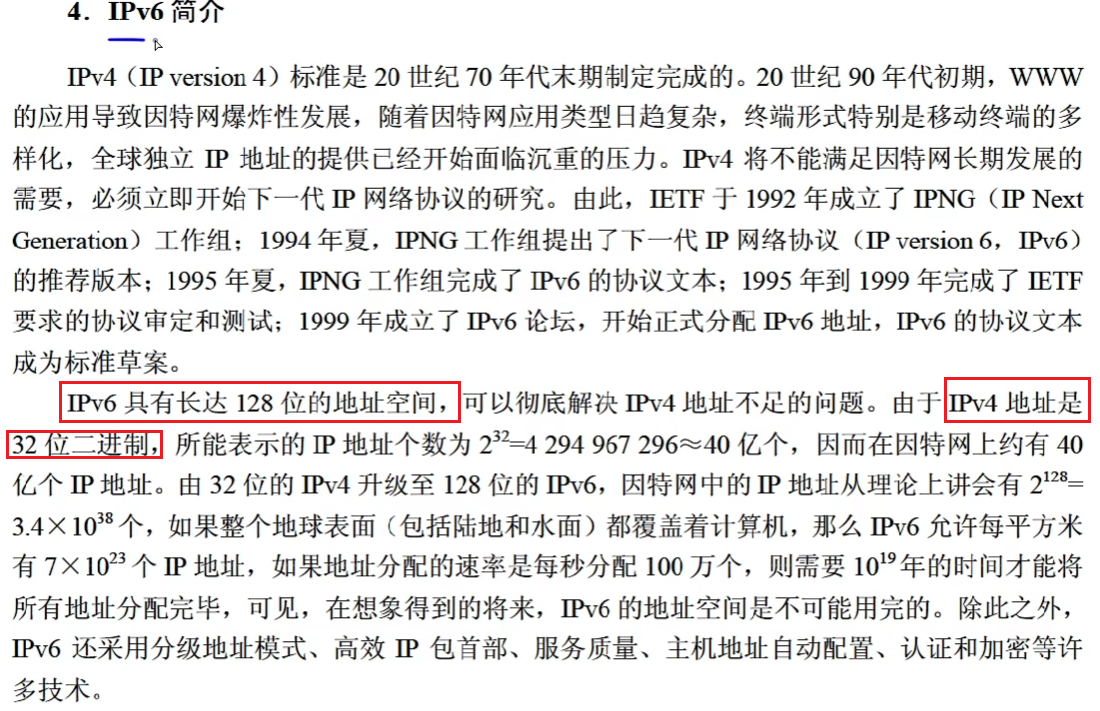 4．IPv6 简介
IPv4（IP version 4）标准是 20 世纪 70 年代末期制定完成的。20 世纪 90 年代初期，WWW
的应用导致因特网爆炸性发展，随着因特网应用类型日趋复杂，终端形式特别是移动终端的多
样化，全球独立 IP 地址的提供已经开始面临沉重的压力。IPv4 将不能满足因特网长期发展的
需要，必须立即开始下一代 IP 网络协议的研究。由此，IETF 于 1992 年成立了 IPNG（IP Next
Generation）工作组；1994 年夏，IPNG 工作组提出了下一代 IP 网络协议（IP version 6，IPv6）
的推荐版本；1995 年夏，IPNG 工作组完成了 IPv6 的协议文本；1995 年到 1999 年完成了 IETF
要求的协议审定和测试；1999 年成立了 IPv6 论坛，开始正式分配 IPv6 地址，IPv6 的协议文本
成为标准草案。
IPv6 具有长达 128 位的地址空间，可以彻底解决 IPv4 地址不足的问题。由于 IPv4 地址是
32 位二进制，所能表示的 IP 地址个数为 2³²=4 294 967 296≈40 亿个，因而在因特网上约有 40
亿个 IP 地址。由 32 位的 IPv4 升级至 128 位的 IPv6，因特网中的 IP 地址从理论上讲会有 2¹²⁸=
3.4×10³⁸ 个，如果整个地球表面（包括陆地和水面）都覆盖着计算机，那么 IPv6 允许每平方米
有 7×10²³ 个 IP 地址，如果地址分配的速率是每秒分配 100 万个，则需要 10¹⁹ 年的时间才能将
所有地址分配完毕，可见，在想象得到的将来，IPv6 的地址空间是不可能用完的。除此之外，
IPv6 还采用分级地址模式、高效 IP 包首部、服务质量、主机地址自动配置、认证和加密等许
多技术。